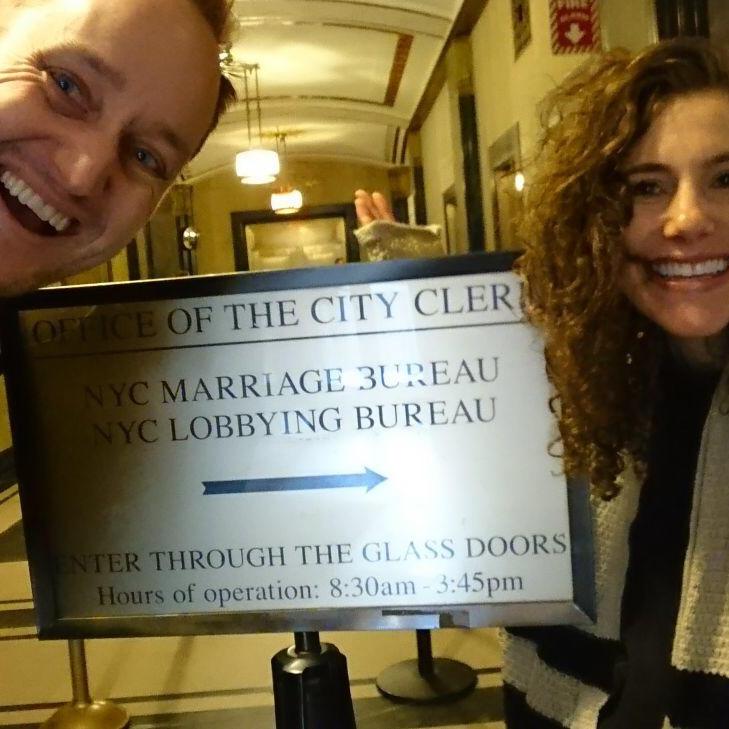 FIRE
OFFICE OF THE CITY CLER
NYC MARRIAGE BUREAU
NYC LOBBYING BUREAU
ENTER THROUGH THE GLASS DOORS
Hours of operation: 8:30am - 3:45pm